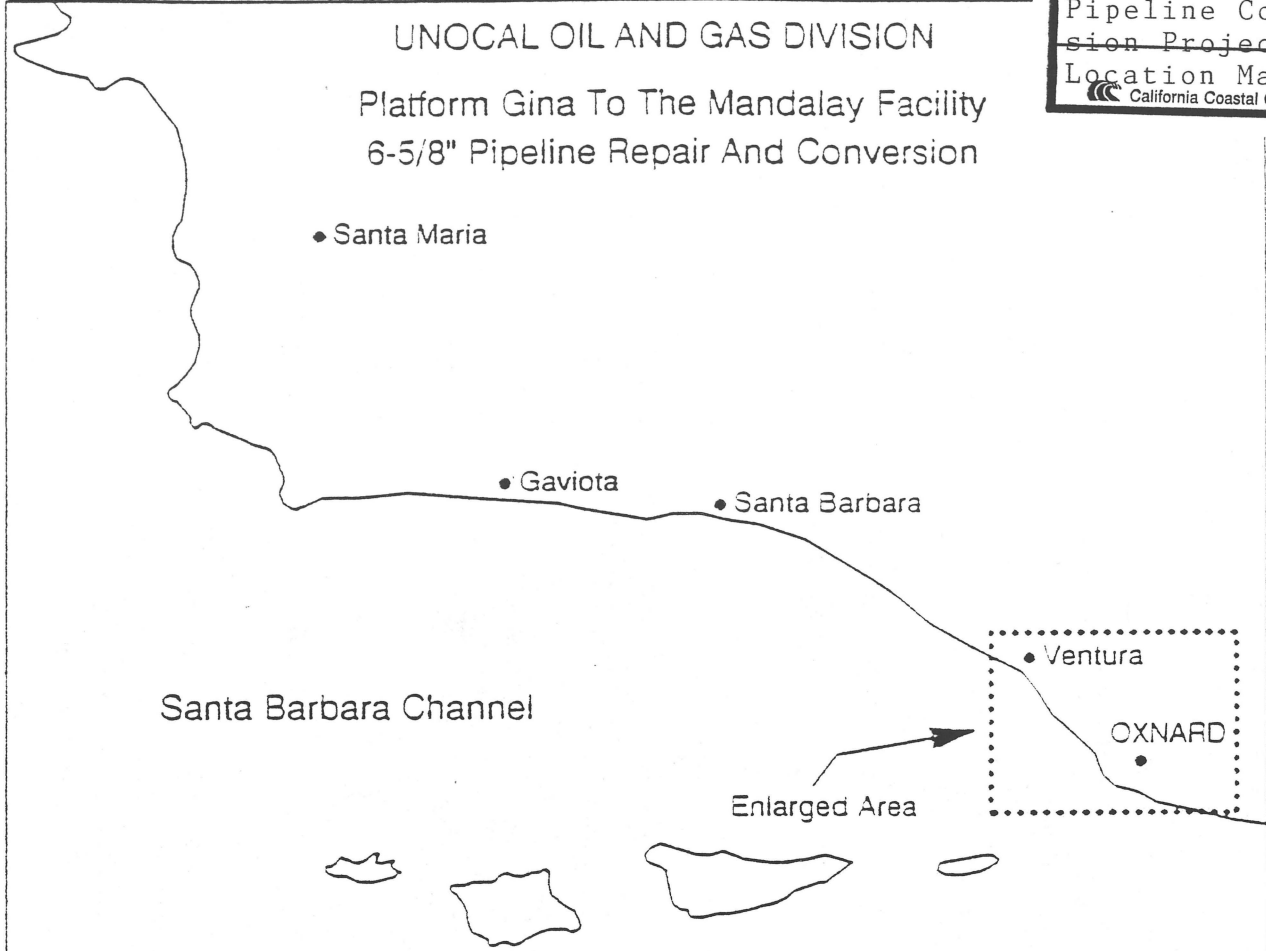 UNOCAL OIL AND GAS DIVISION
Platform Gina To The Mandalay Facility
6-5/8" Pipeline Repair And Conversion
Pipeline Co
sion Projec
Location Ma
California Coastal
Santa Maria
Gaviota
Santa Barbara
Ventura
Santa Barbara Channel
OXNARD
Enlarged Area